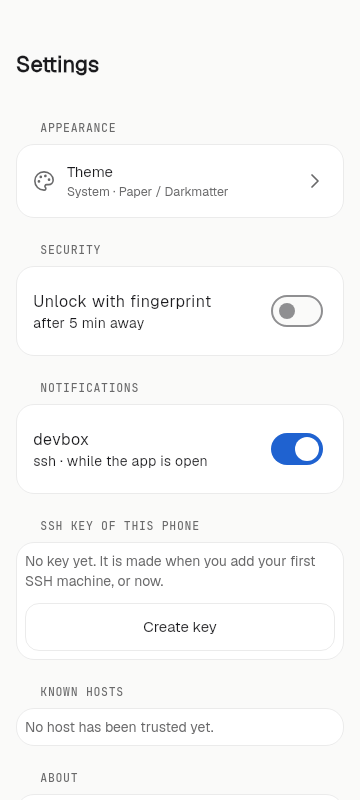 Settings
APPEARANCE
Theme
System · Paper / Darkmatter
SECURITY
Unlock with fingerprint
after 5 min away
NOTIFICATIONS
devbox
ssh · while the app is open
SSH KEY OF THIS PHONE
No key yet. It is made when you add your first
SSH machine, or now.
Create key
KNOWN HOSTS
No host has been trusted yet.
ABOUT